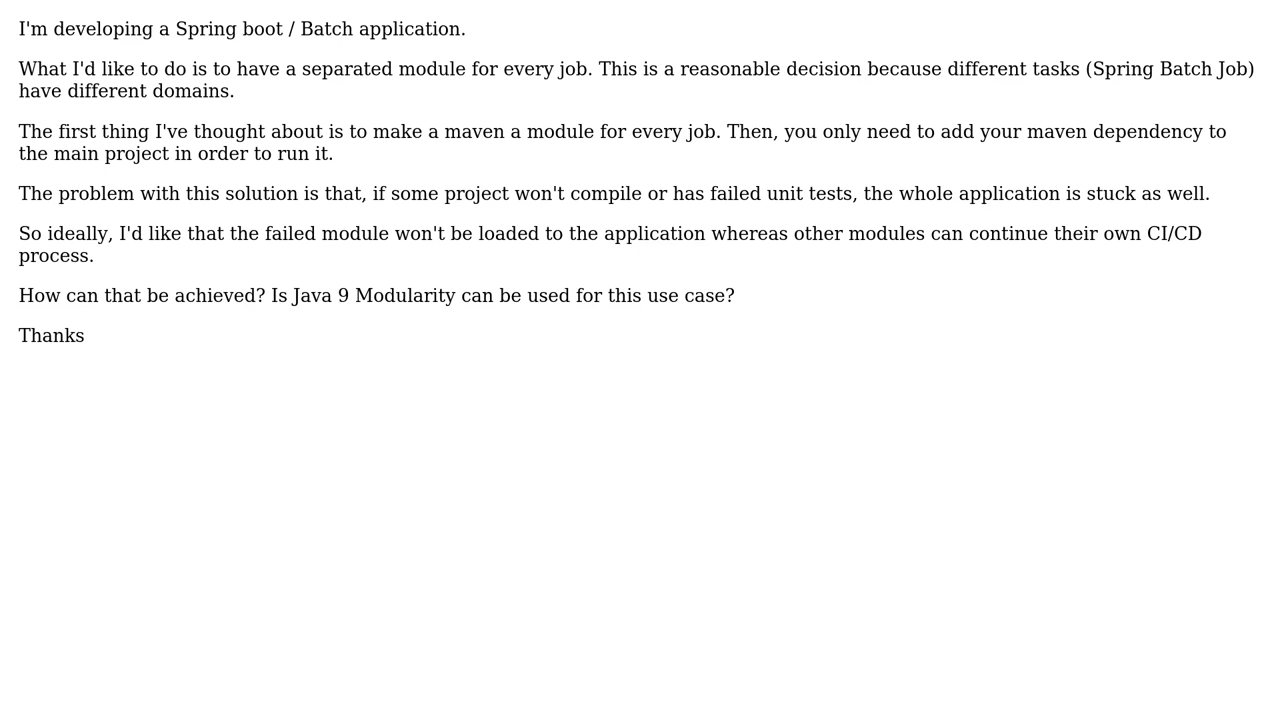 I'm developing a Spring boot / Batch application.
What I'd like to do is to have a separated module for every job. This is a reasonable decision because different tasks (Spring Batch Job)
have different domains.
The first thing I've thought about is to make a maven a module for every job. Then, you only need to add your maven dependency to
the main project in order to run it.
The problem with this solution is that, if some project won't compile or has failed unit tests, the whole application is stuck as well.
So ideally, I'd like that the failed module won't be loaded to the application whereas other modules can continue their own CI/CD
process.
How can that be achieved? Is Java 9 Modularity can be used for this use case?
Thanks